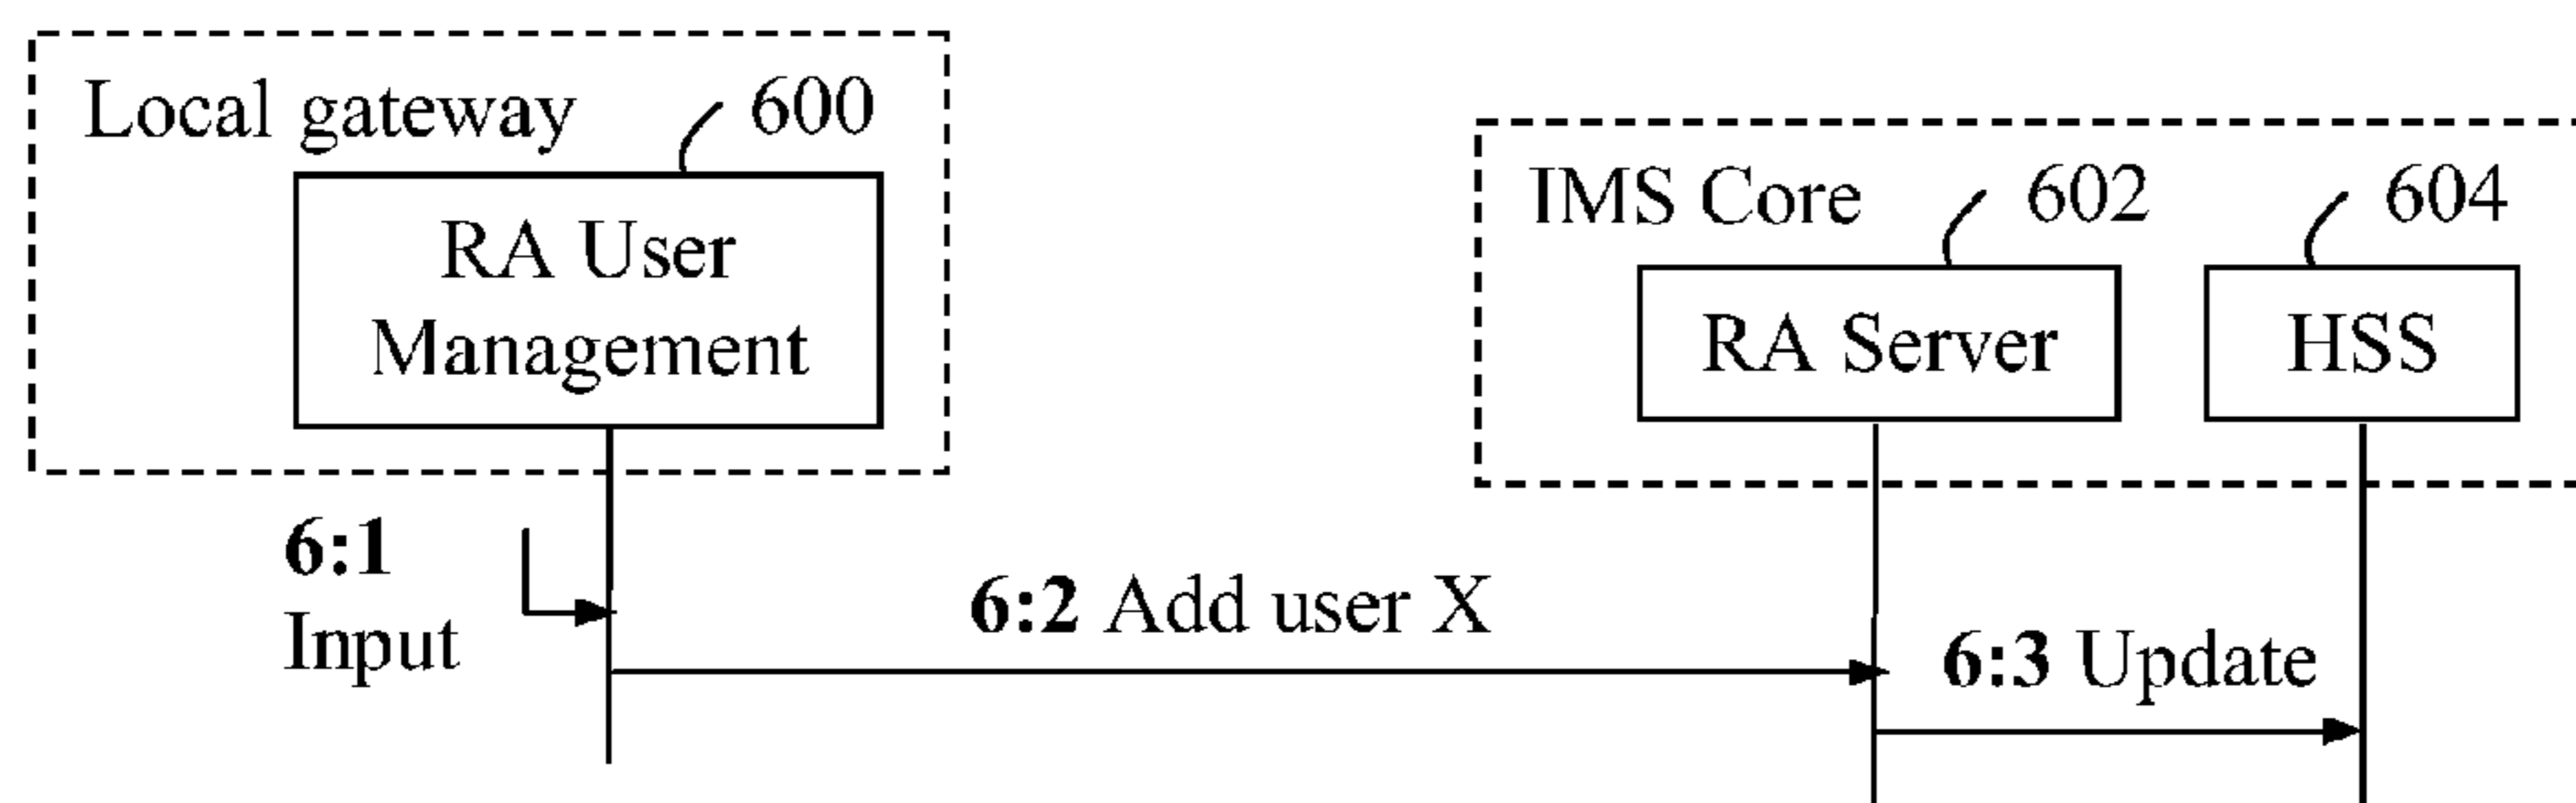 Local gateway
600
RA User
Management
IMS Core
602
604
RA Server
HSS
6:1
Input
6:2 Add user X
6:3 Update